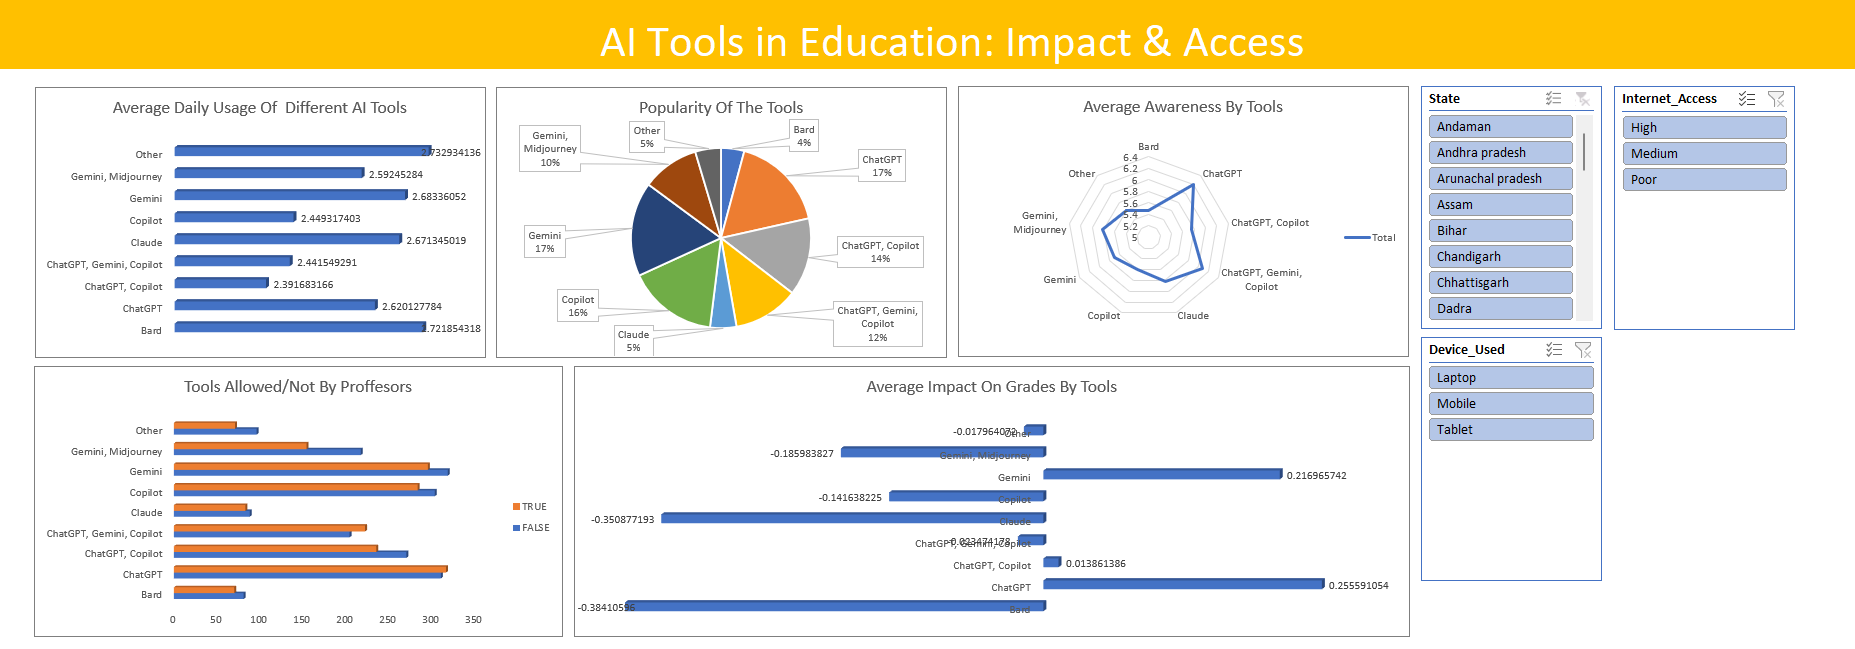 AI Tools in Education: Impact & Access
Average Daily Usage Of  Different AI Tools
Other
2.732934136
Gemini, Midjourney
2.59245284
Gemini
2.68336052
Copilot
2.449317403
Claude
2.671345019
ChatGPT, Gemini, Copilot
2.441549291
ChatGPT, Copilot
2.391683166
ChatGPT
2.620127784
Bard
2.721854318
Popularity Of The Tools
Bard
4%
ChatGPT
17%
ChatGPT, Copilot
14%
ChatGPT, Gemini,
Copilot
12%
Claude
5%
Copilot
16%
Gemini
17%
Gemini,
Midjourney
10%
Other
5%
Average Awareness By Tools
Bard
ChatGPT
ChatGPT, Copilot
ChatGPT, Gemini,
Copilot
Claude
Copilot
Gemini
Gemini,
Midjourney
Other
6.4
6.2
6
5.8
5.6
5.4
5.2
5
Total
State
Andaman
Andhra pradesh
Arunachal pradesh
Assam
Bihar
Chandigarh
Chhattisgarh
Dadra
Internet_Access
High
Medium
Poor
Device_Used
Laptop
Mobile
Tablet
Tools Allowed/Not By Proffesors
Other
Gemini, Midjourney
Gemini
Copilot
Claude
ChatGPT, Gemini, Copilot
ChatGPT, Copilot
ChatGPT
Bard
0 50 100 150 200 250 300 350
TRUE
FALSE
Average Impact On Grades By Tools
-0.017964072
Other
-0.185983827
Gemini, Midjourney
Gemini
0.216965742
-0.141638225
Copilot
-0.350877193
Claude
-0.023474178
ChatGPT, Gemini, Copilot
ChatGPT, Copilot
0.013861386
ChatGPT
0.255591054
-0.38410596
Bard